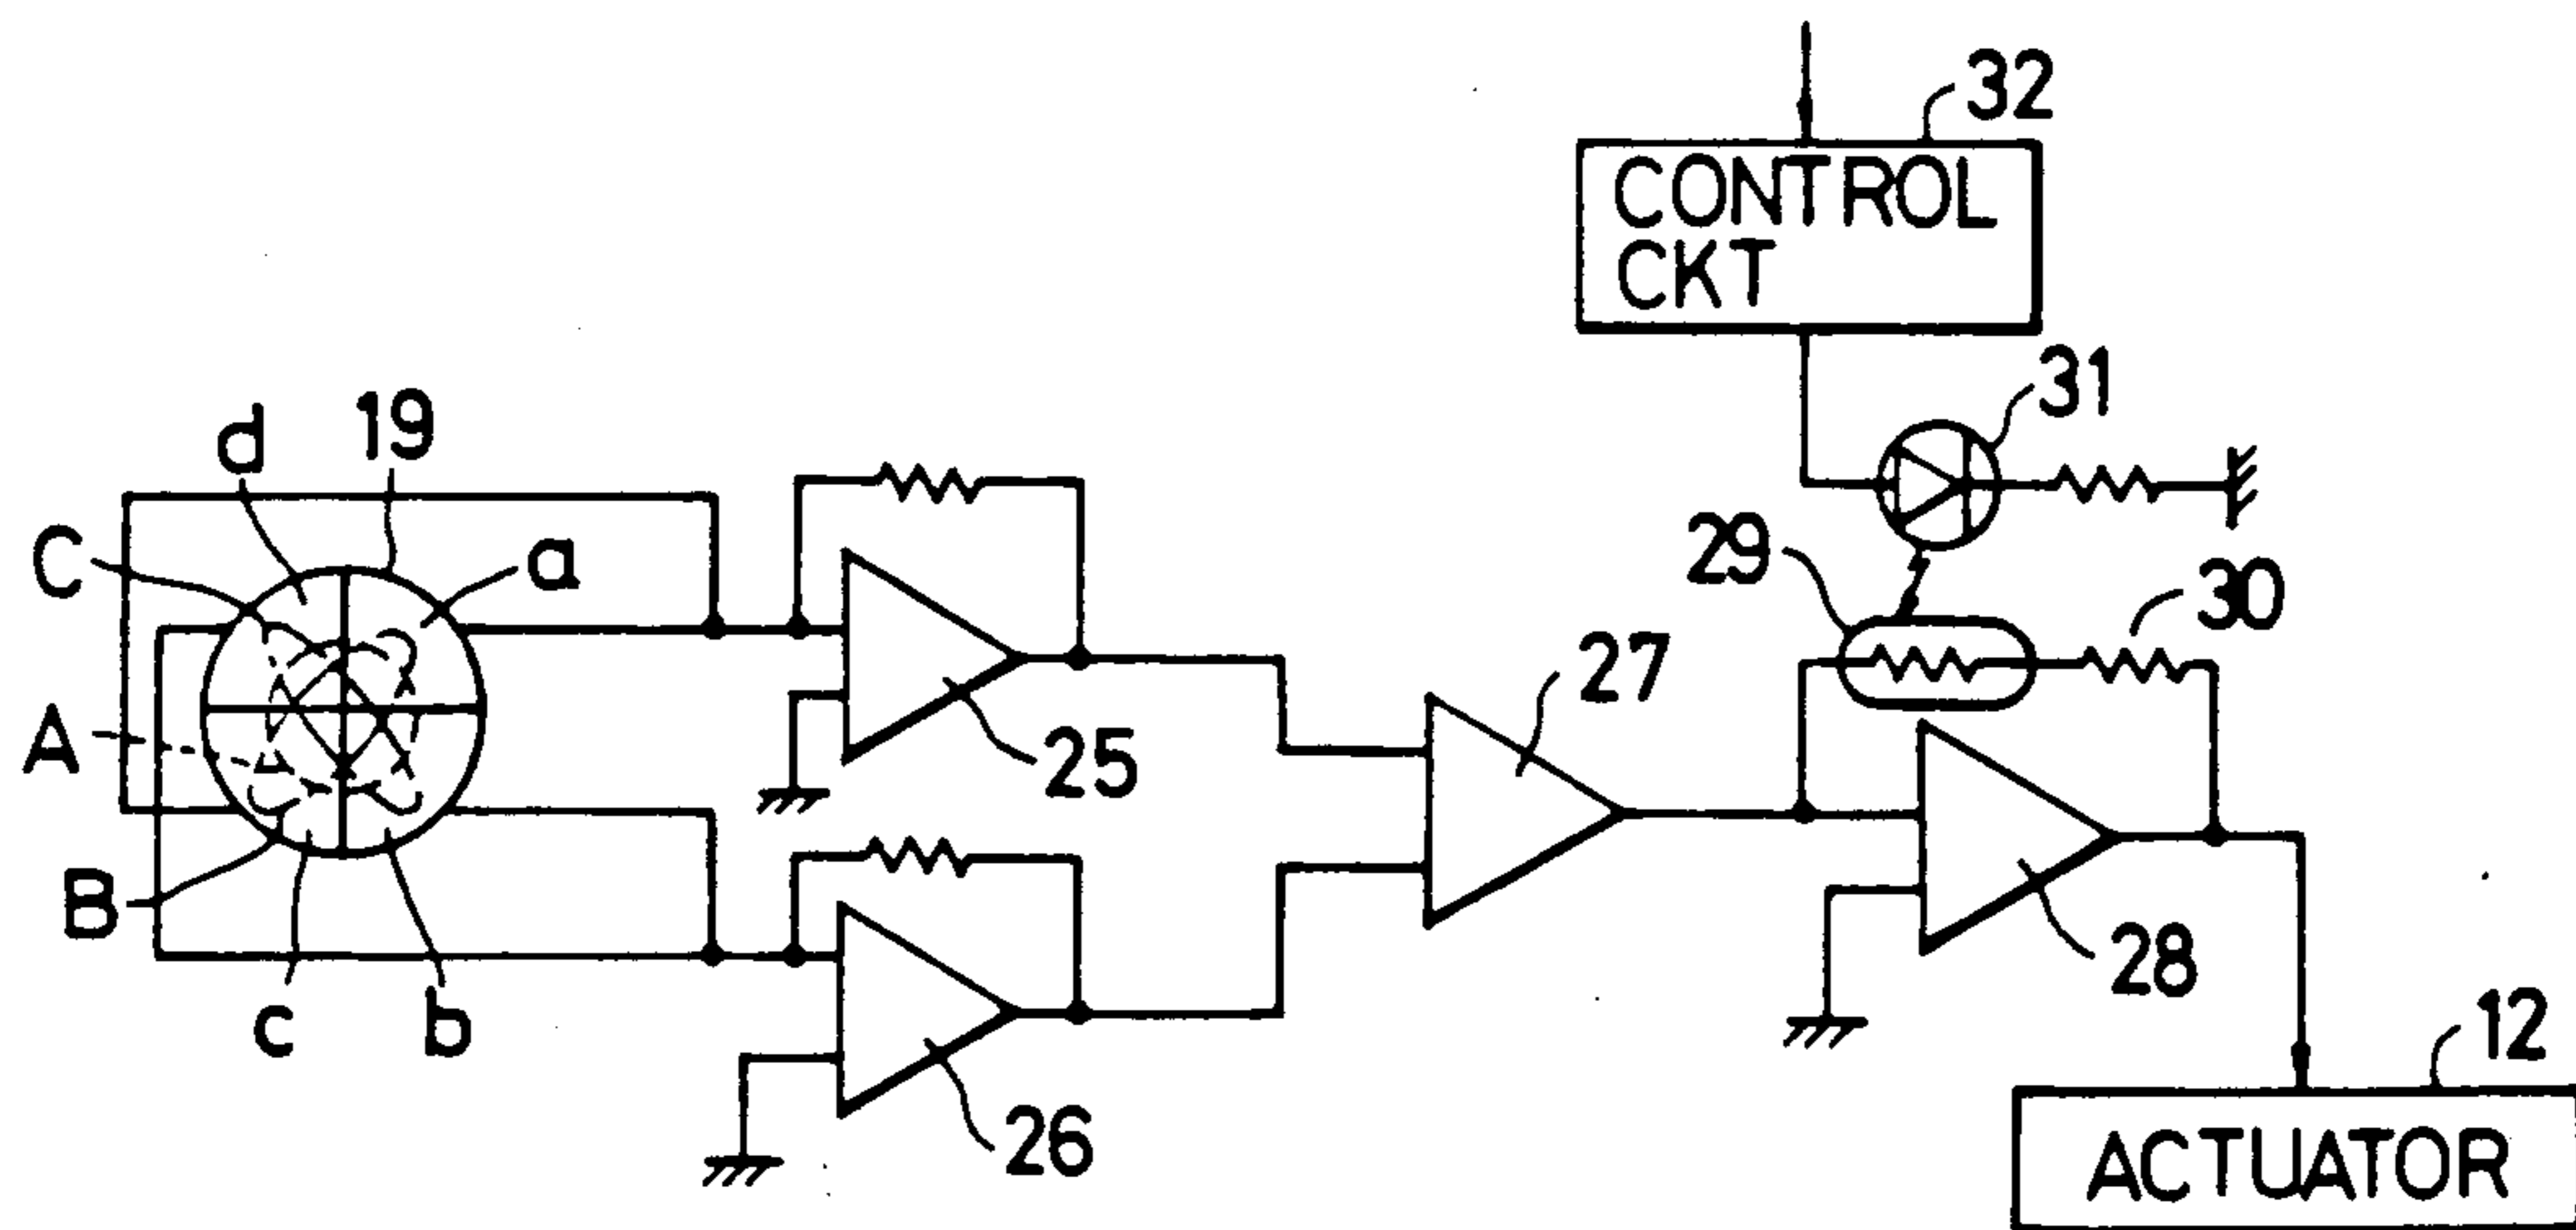 32
CONTROL
CKT
31
d 19
C a
29
30
A
27
25
B
28
c b
12
26
ACTUATOR